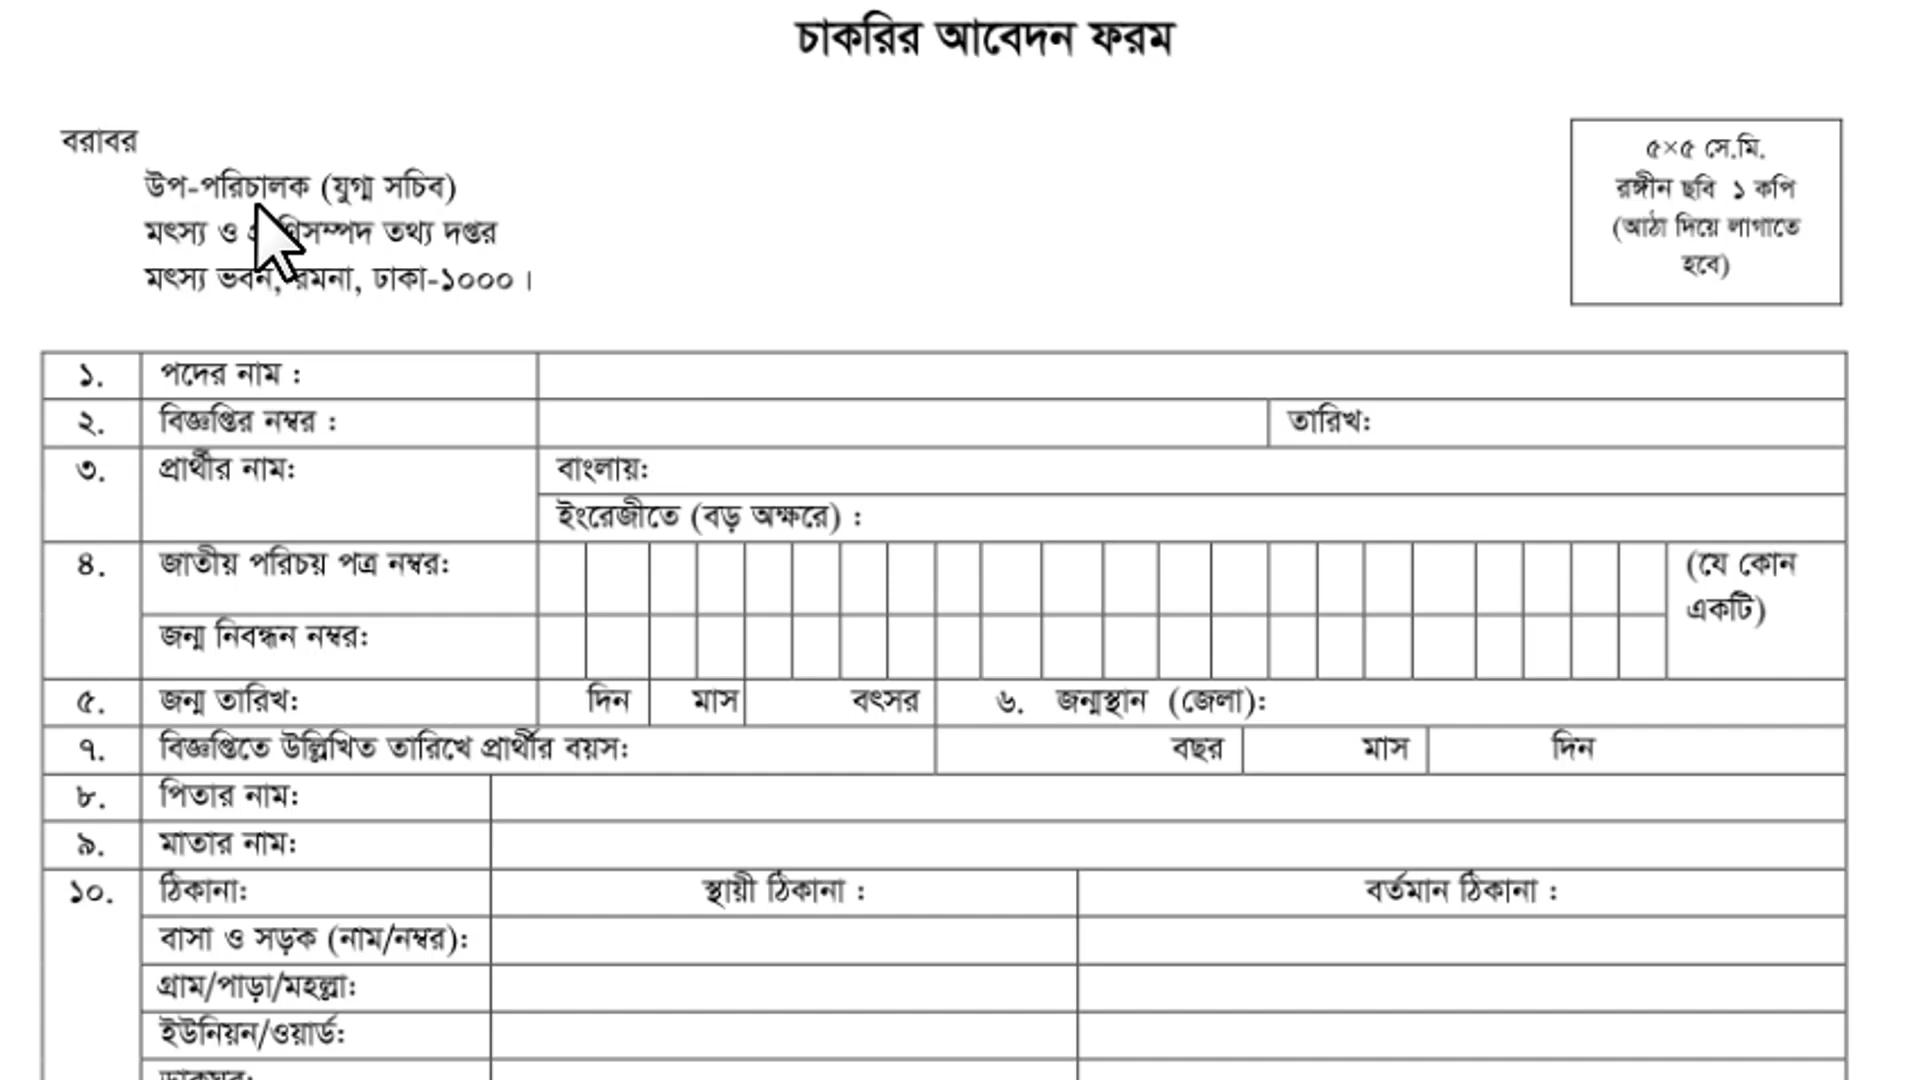 চাকরির আবেদন ফরম
বরাবর
উপ-পরিচালক (যুগ্ম সচিব)
মৎস্য ও প্রাণিসম্পদ তথ্য দপ্তর
মৎস্য ভবন, রমনা, ঢাকা-১০০০।
৫×৫ সে.মি.
রঙ্গীন ছবি ১ কপি
(আঠা দিয়ে লাগাতে
হবে)
১. পদের নাম :
২. বিজ্ঞপ্তির নম্বর : তারিখ:
৩. প্রার্থীর নাম: বাংলায়:
ইংরেজীতে (বড় অক্ষরে) :
৪. জাতীয় পরিচয় পত্র নম্বর: (যে কোন
একটি)
জন্ম নিবন্ধন নম্বর:
৫. জন্ম তারিখ: দিন মাস বৎসর ৬. জন্মস্থান (জেলা):
৭. বিজ্ঞপ্তিতে উল্লিখিত তারিখে প্রার্থীর বয়স: বছর মাস দিন
৮. পিতার নাম:
৯. মাতার নাম:
১০. ঠিকানা: স্থায়ী ঠিকানা : বর্তমান ঠিকানা :
বাসা ও সড়ক (নাম/নম্বর):
গ্রাম/পাড়া/মহল্লা:
ইউনিয়ন/ওয়ার্ড: